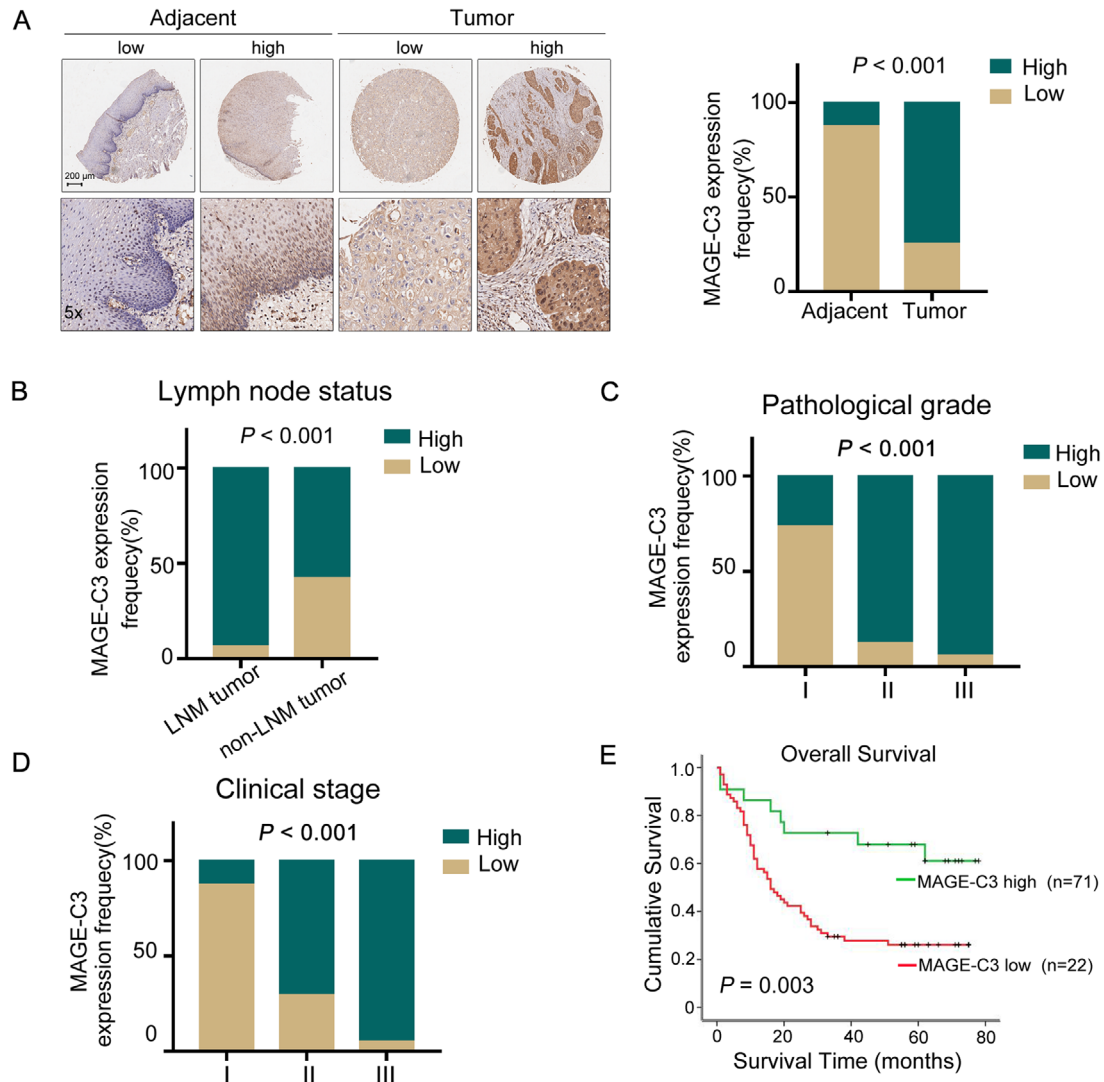 A
Adjacent
Tumor
low
high
low
high
200 μm
5x
P < 0.001
High
Low
MAGE-C3 expression
frequecy(%)
100
50
0
Adjacent
Tumor
B
Lymph node status
P < 0.001
High
Low
MAGE-C3 expression
frequecy(%)
100
50
0
LNM tumor
non-LNM tumor
C
Pathological grade
P < 0.001
High
Low
MAGE-C3
expression frequecy(%)
100
50
0
I
II
III
D
Clinical stage
P < 0.001
High
Low
MAGE-C3
expression frequecy(%)
100
50
0
I
II
III
E
Overall Survival
Cumulative Survival
1.0
0.8
0.6
0.4
0.2
0
MAGE-C3 high (n=71)
MAGE-C3 low (n=22)
P = 0.003
0
20
40
60
80
Survival Time (months)